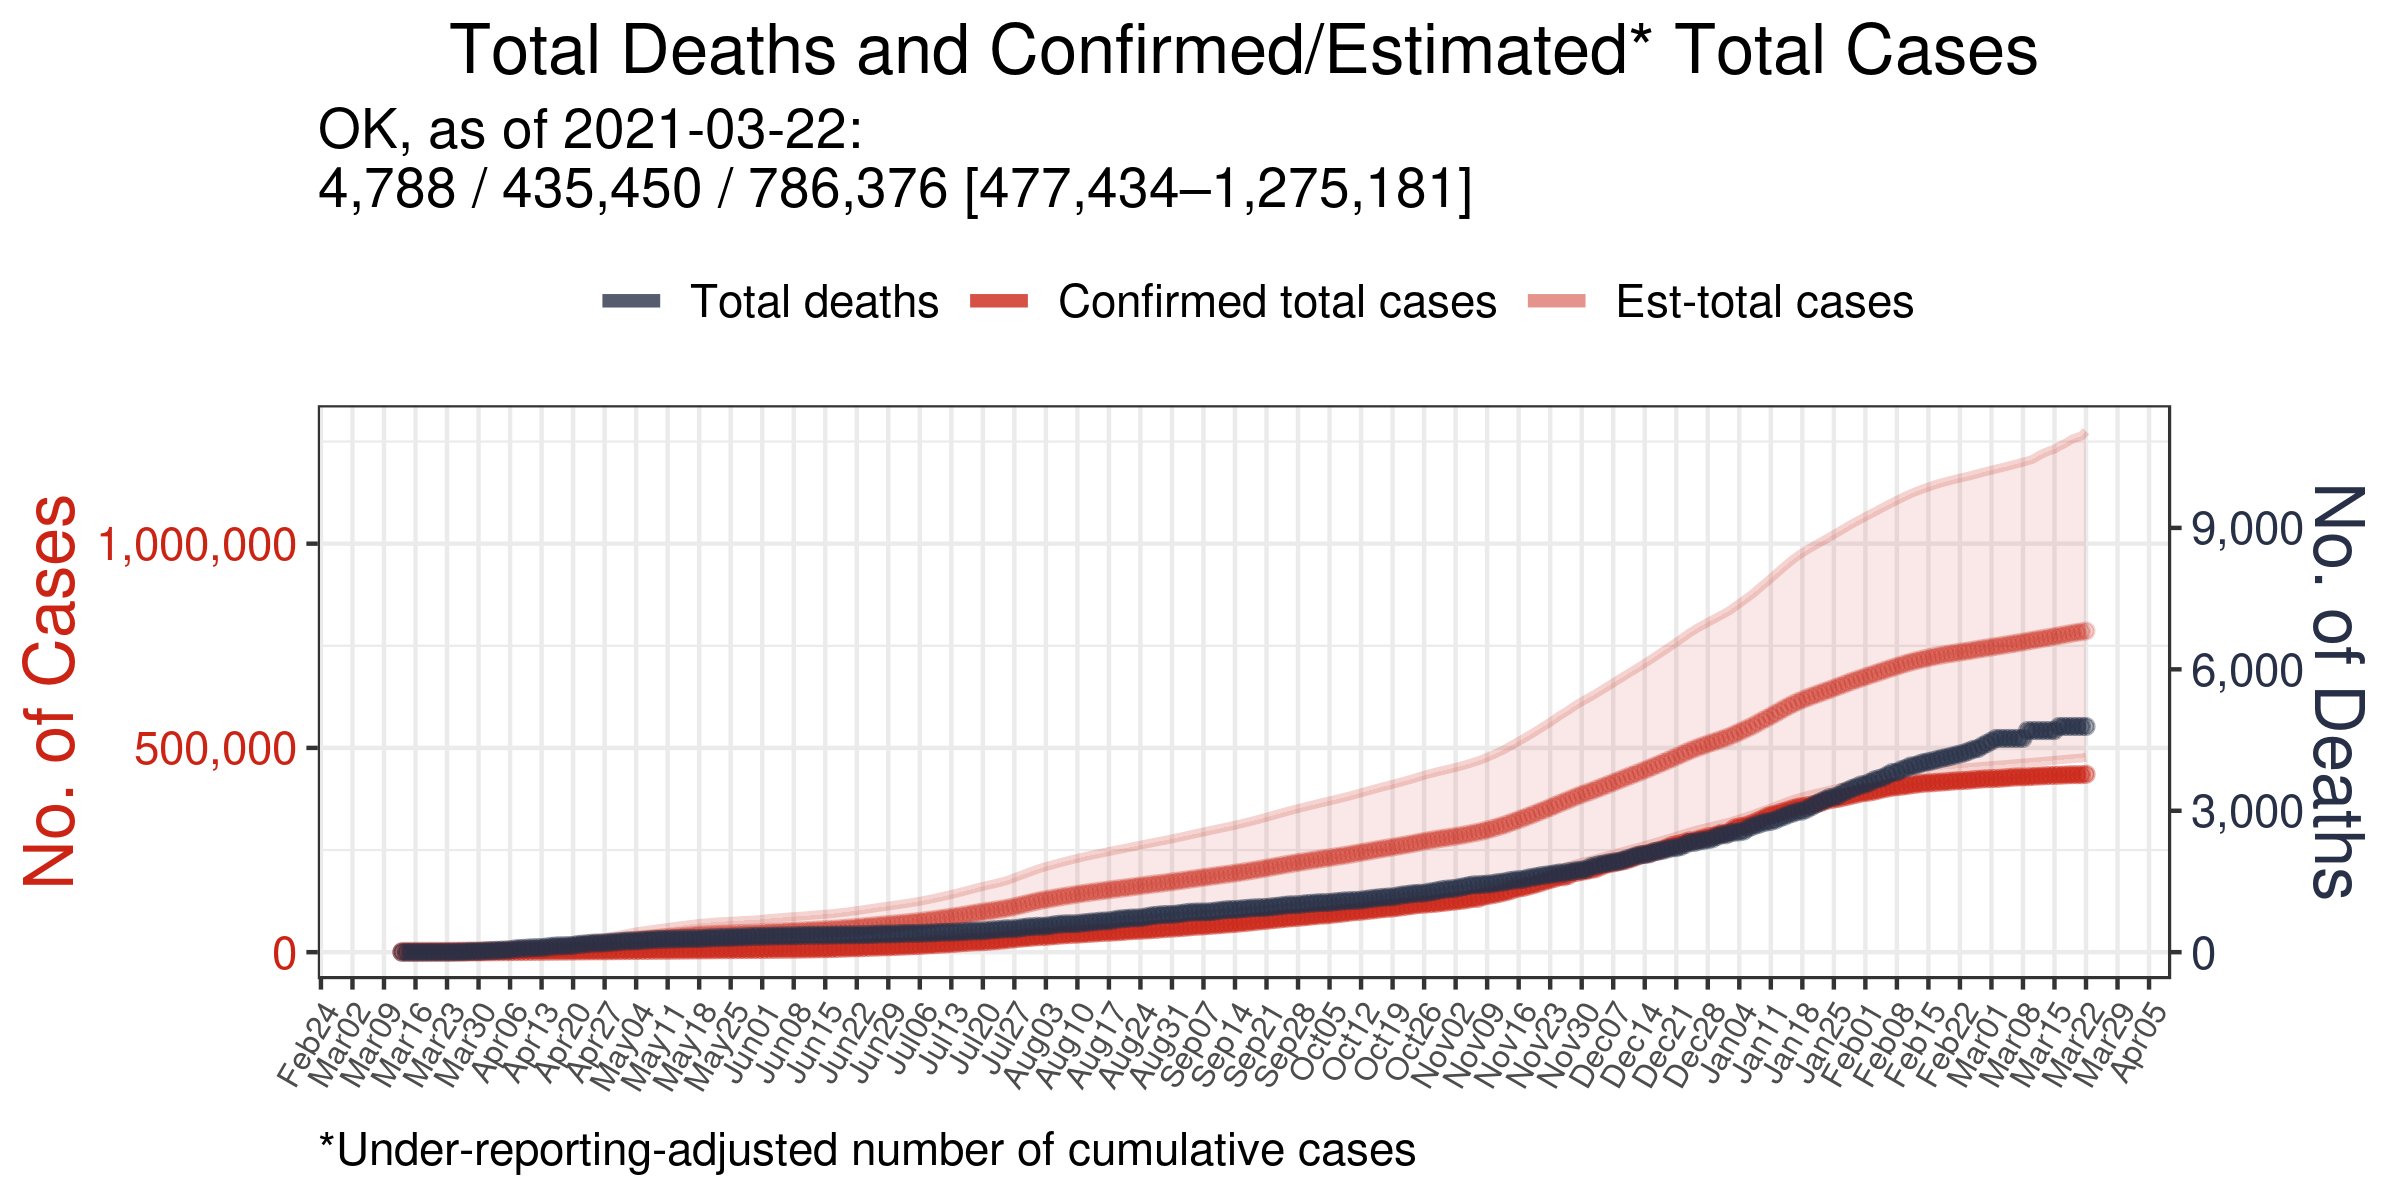 Total Deaths and Confirmed/Estimated* Total Cases
OK, as of 2021-03-22:
4,788 / 435,450 / 786,376 [477,434–1,275,181]
Total deaths
Confirmed total cases
Est-total cases
No. of Cases
1,000,000
500,000
0
9,000
6,000
3,000
0
No. of Deaths
Feb24
Mar02
Mar09
Mar16
Mar23
Mar30
Apr06
Apr13
Apr20
Apr27
May04
May11
May18
May25
Jun01
Jun08
Jun15
Jun22
Jun29
Jul06
Jul13
Jul20
Jul27
Aug03
Aug10
Aug17
Aug24
Aug31
Sep07
Sep14
Sep21
Sep28
Oct05
Oct12
Oct19
Oct26
Nov02
Nov09
Nov16
Nov23
Nov30
Dec07
Dec14
Dec21
Dec28
Jan04
Jan11
Jan18
Jan25
Feb01
Feb08
Feb15
Feb22
Mar01
Mar08
Mar15
Mar22
Mar29
Apr05
*Under-reporting-adjusted number of cumulative cases